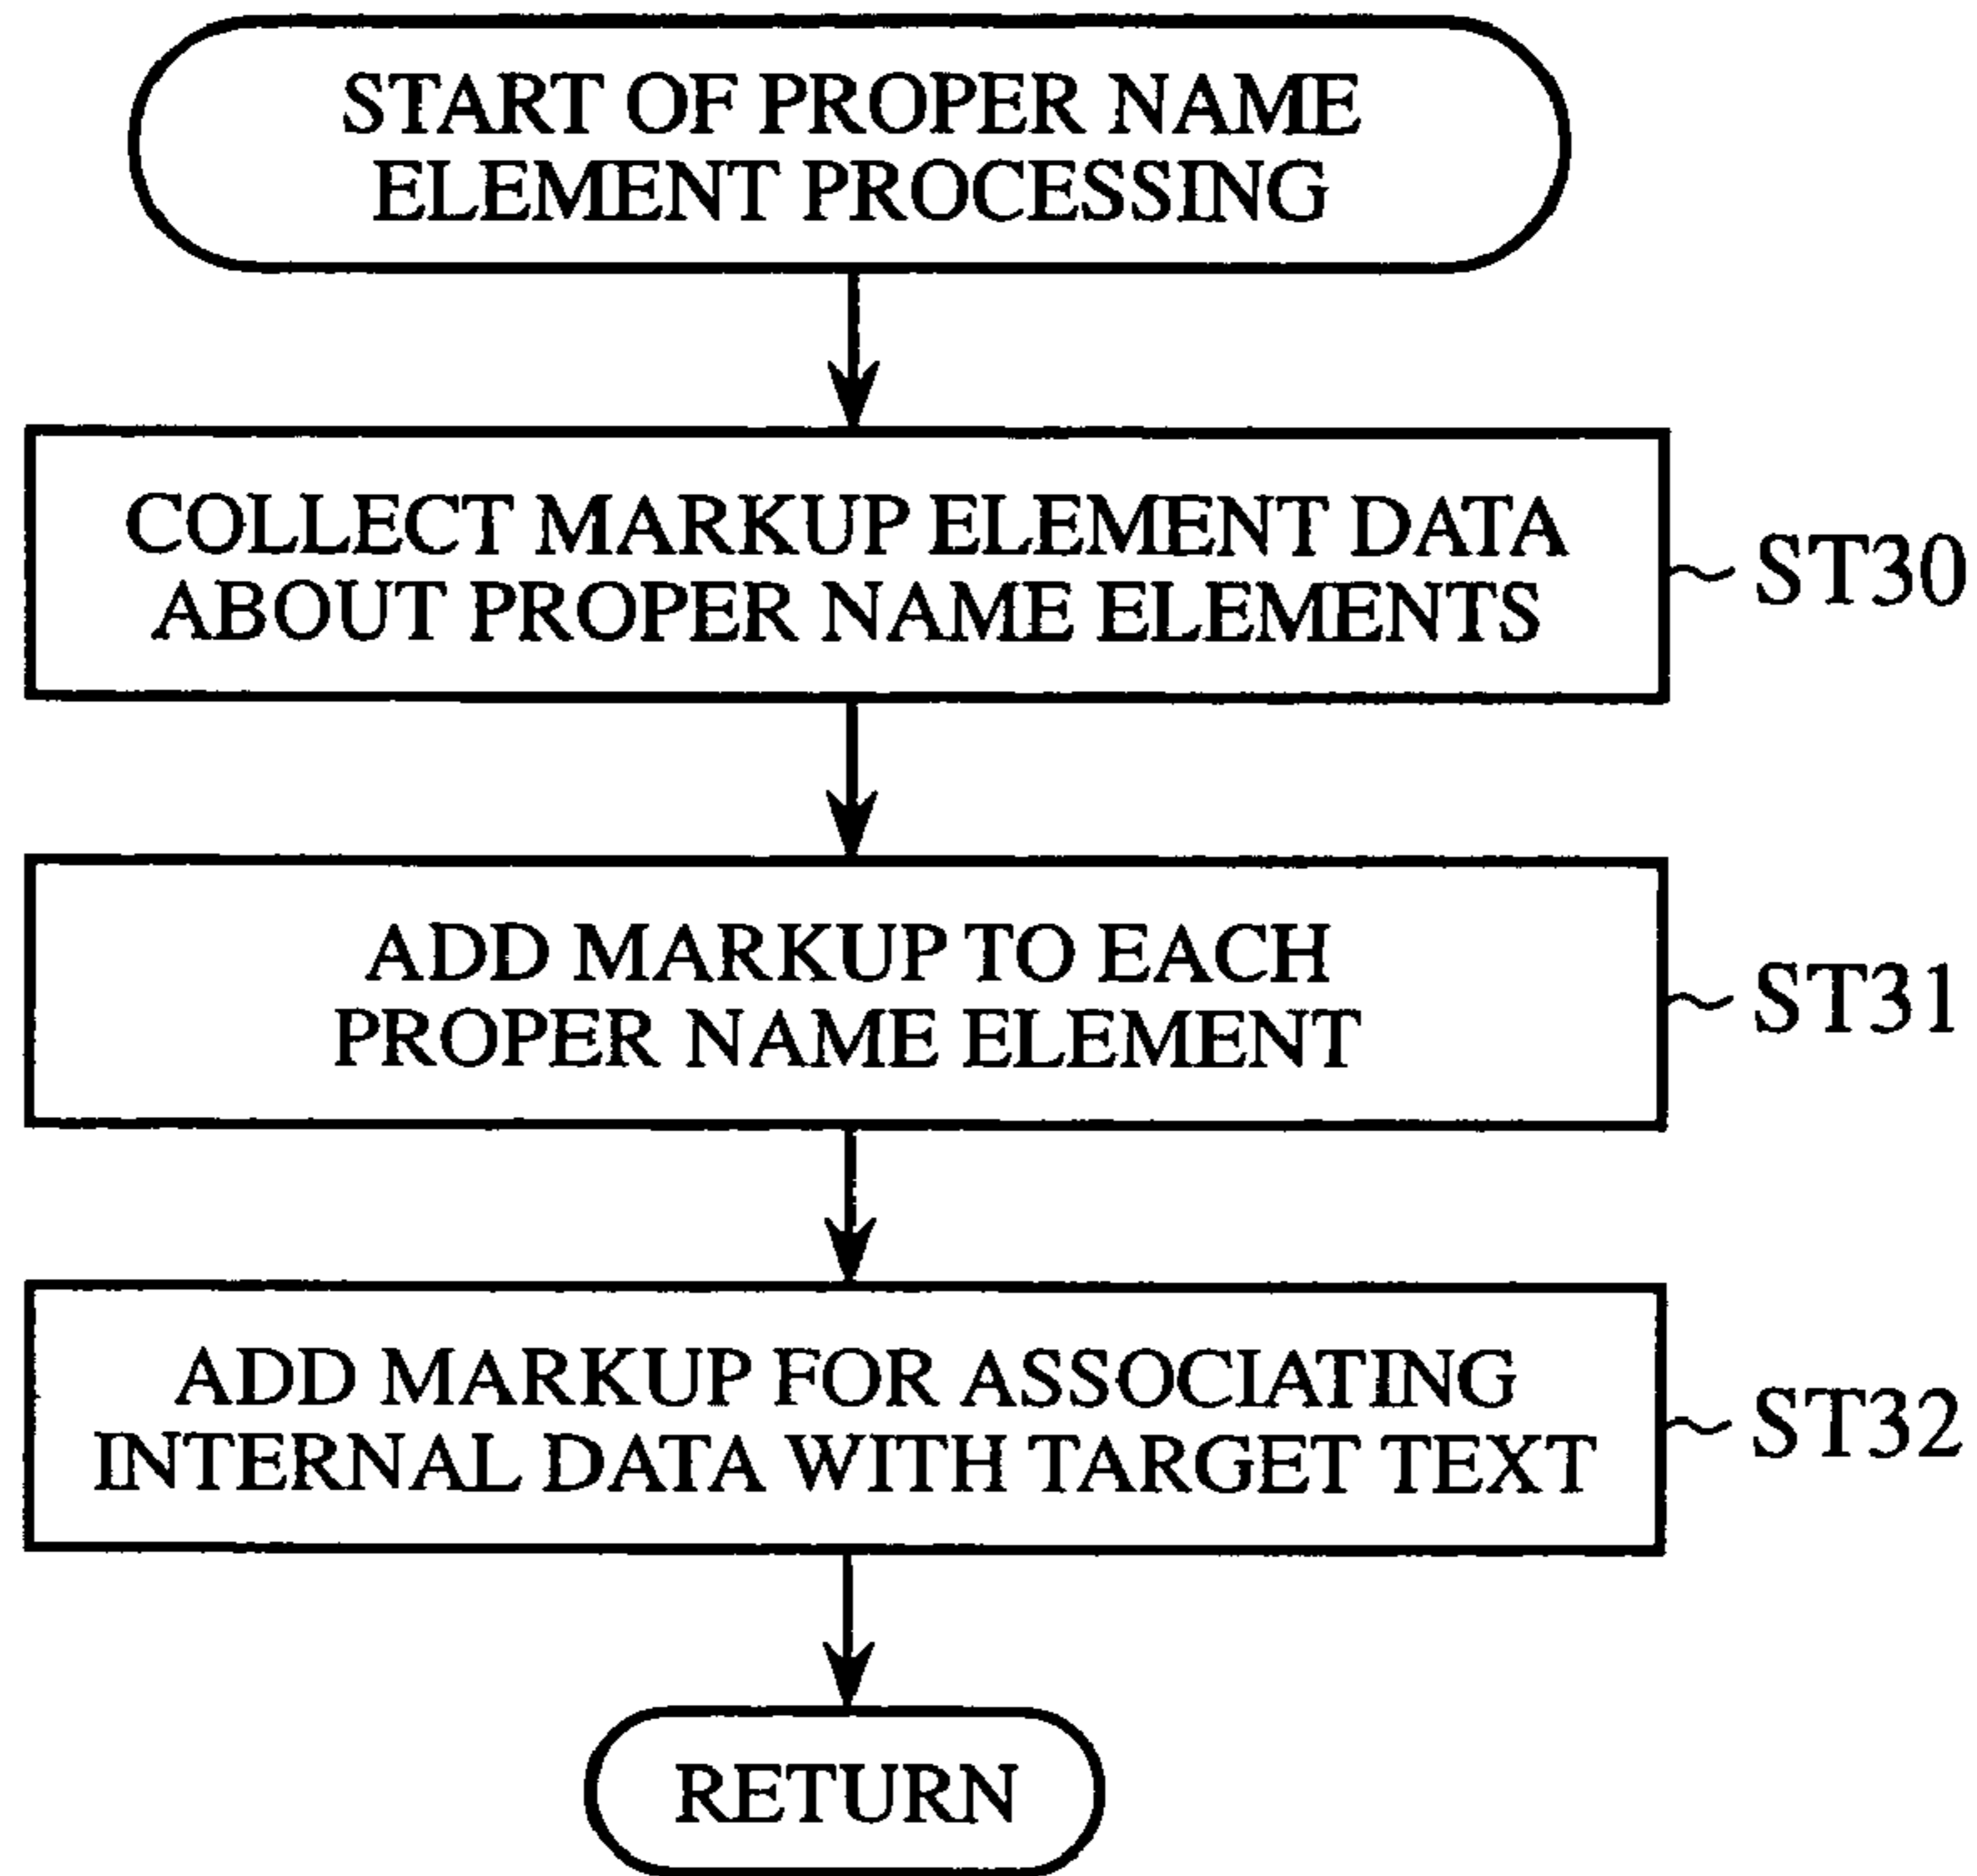 START OF PROPER NAME
ELEMENT PROCESSING
COLLECT MARKUP ELEMENT DATA
ABOUT PROPER NAME ELEMENTS
ST30
ADD MARKUP TO EACH
PROPER NAME ELEMENT
ST31
ADD MARKUP FOR ASSOCIATING
INTERNAL DATA WITH TARGET TEXT
ST32
RETURN